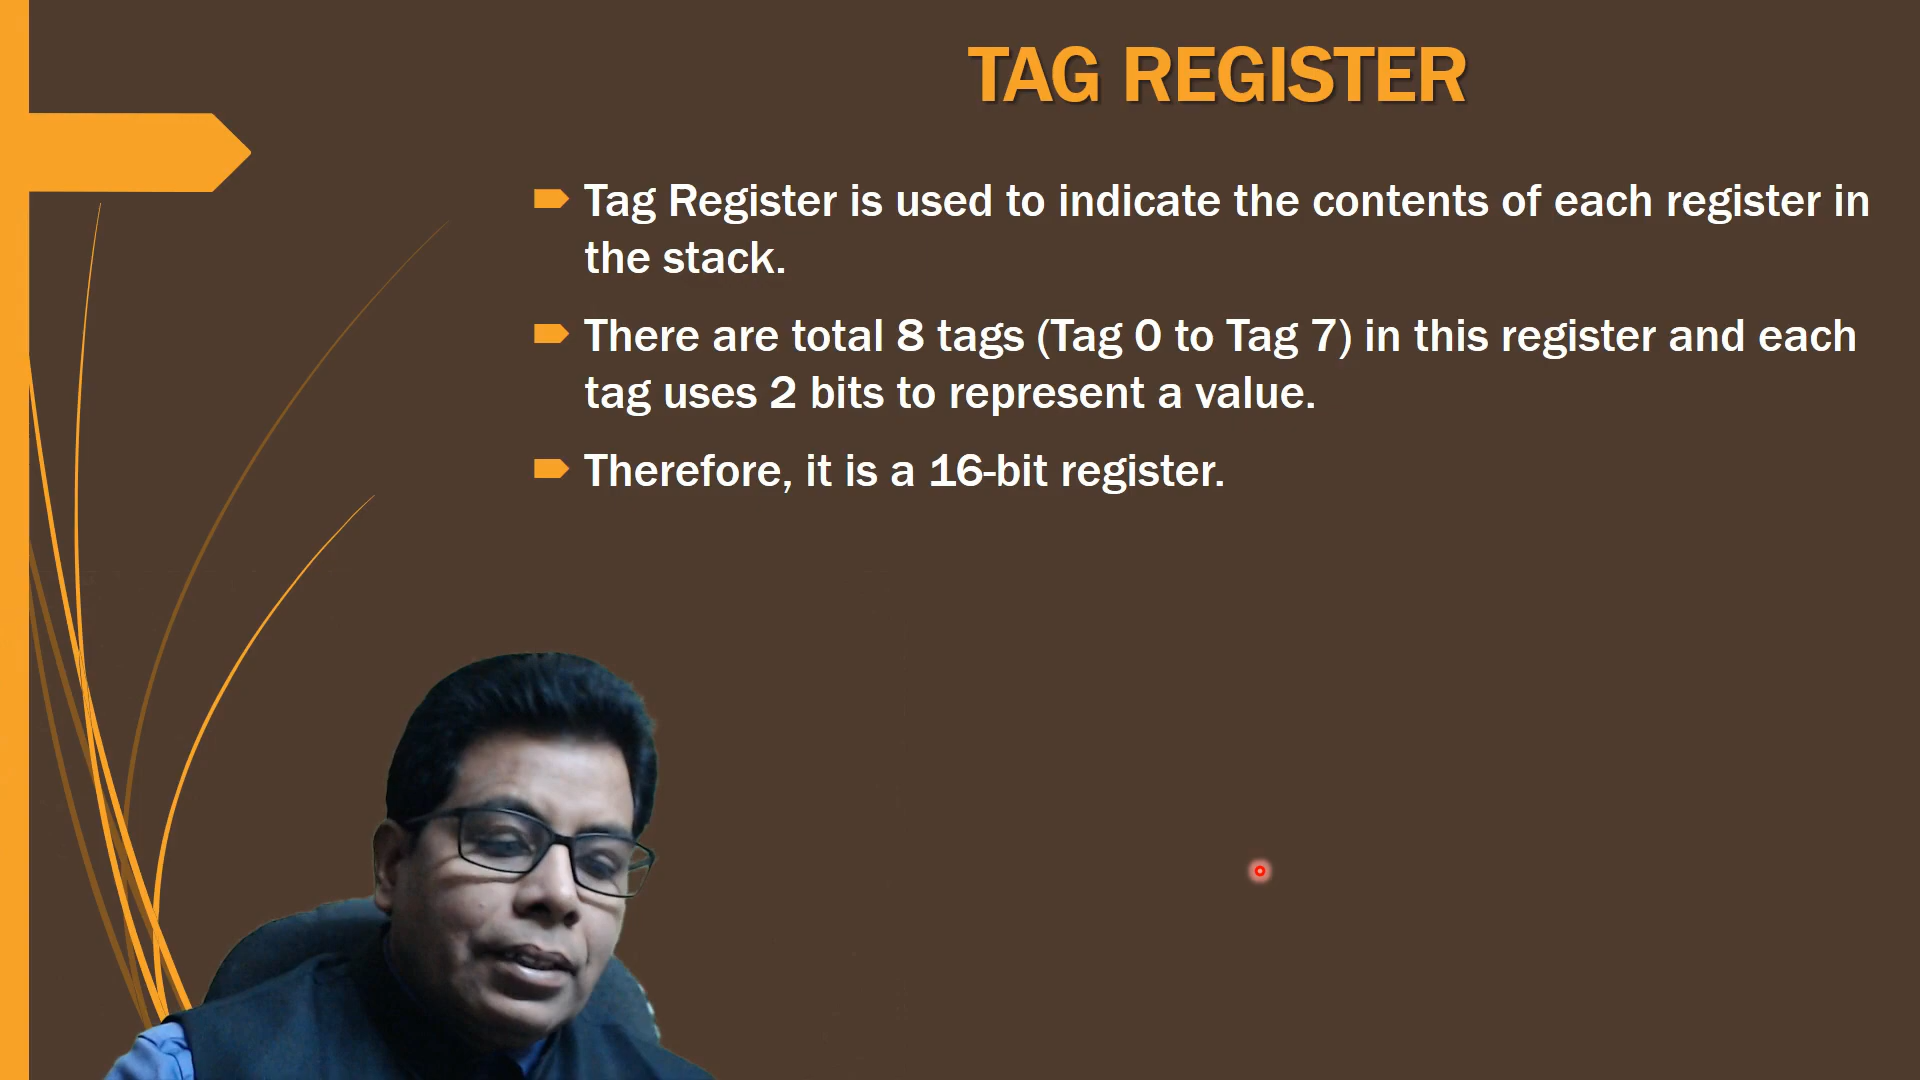 TAG REGISTER
Tag Register is used to indicate the contents of each register in
the stack.
There are total 8 tags (Tag 0 to Tag 7) in this register and each
tag uses 2 bits to represent a value.
Therefore, it is a 16-bit register.